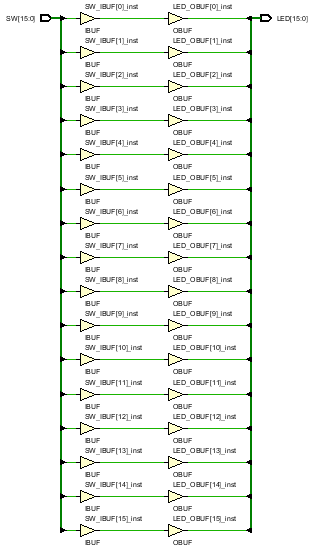 SW_IBUF[0]_inst LED_OBUF[0]_inst
SW[15:0] LED[15:0]
IBUF OBUF
SW_IBUF[1]_inst LED_OBUF[1]_inst
IBUF OBUF
SW_IBUF[2]_inst LED_OBUF[2]_inst
IBUF OBUF
SW_IBUF[3]_inst LED_OBUF[3]_inst
IBUF OBUF
SW_IBUF[4]_inst LED_OBUF[4]_inst
IBUF OBUF
SW_IBUF[5]_inst LED_OBUF[5]_inst
IBUF OBUF
SW_IBUF[6]_inst LED_OBUF[6]_inst
IBUF OBUF
SW_IBUF[7]_inst LED_OBUF[7]_inst
IBUF OBUF
SW_IBUF[8]_inst LED_OBUF[8]_inst
IBUF OBUF
SW_IBUF[9]_inst LED_OBUF[9]_inst
IBUF OBUF
SW_IBUF[10]_inst LED_OBUF[10]_inst
IBUF OBUF
SW_IBUF[11]_inst LED_OBUF[11]_inst
IBUF OBUF
SW_IBUF[12]_inst LED_OBUF[12]_inst
IBUF OBUF
SW_IBUF[13]_inst LED_OBUF[13]_inst
IBUF OBUF
SW_IBUF[14]_inst LED_OBUF[14]_inst
IBUF OBUF
SW_IBUF[15]_inst LED_OBUF[15]_inst
IBUF OBUF